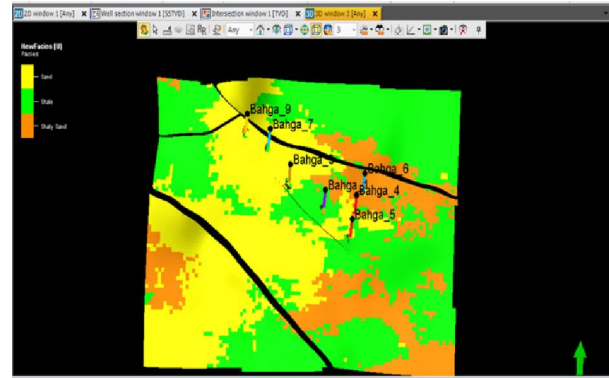 2D window 1 [Any] X Well section window 1 [SSTVD] X Intersection window 1 [TVD] X 3D window 3 [Any] X
Any 3
NewFacies [U]
Facies
Sand
Shale
Shaly Sand
Bahga_9
Bahga_7
Bahga_3
Bahga_6
Bahga
Bahga_4
Bahga_5